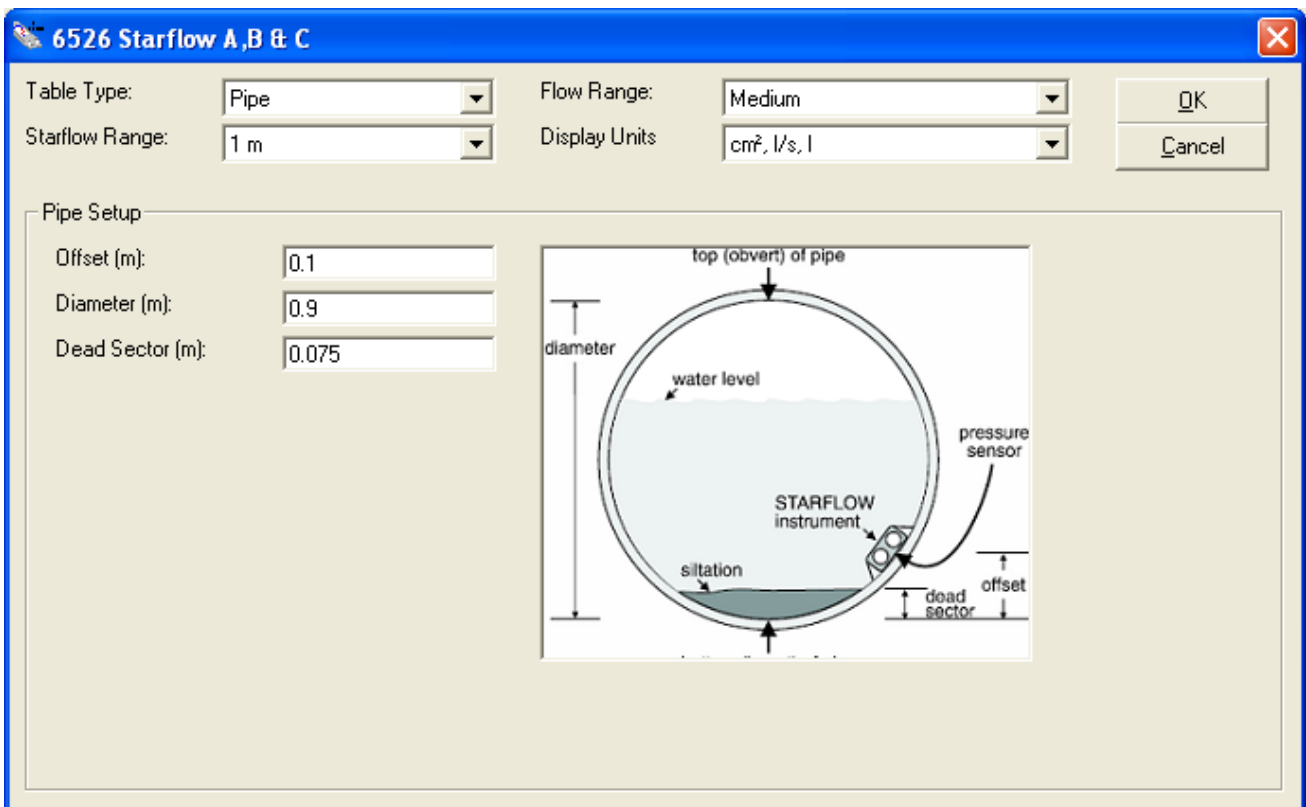 6526 Starflow A,B & C
Table Type:
Pipe
Flow Range:
Medium
OK
Starflow Range:
1 m
Display Units
cm², l/s, l
Cancel
Pipe Setup
Offset (m):
0.1
Diameter (m):
0.9
Dead Sector (m):
0.075
top (obvert) of pipe
diameter
water level
pressure
sensor
STARFLOW
instrument
siltation
dead
sector
offset